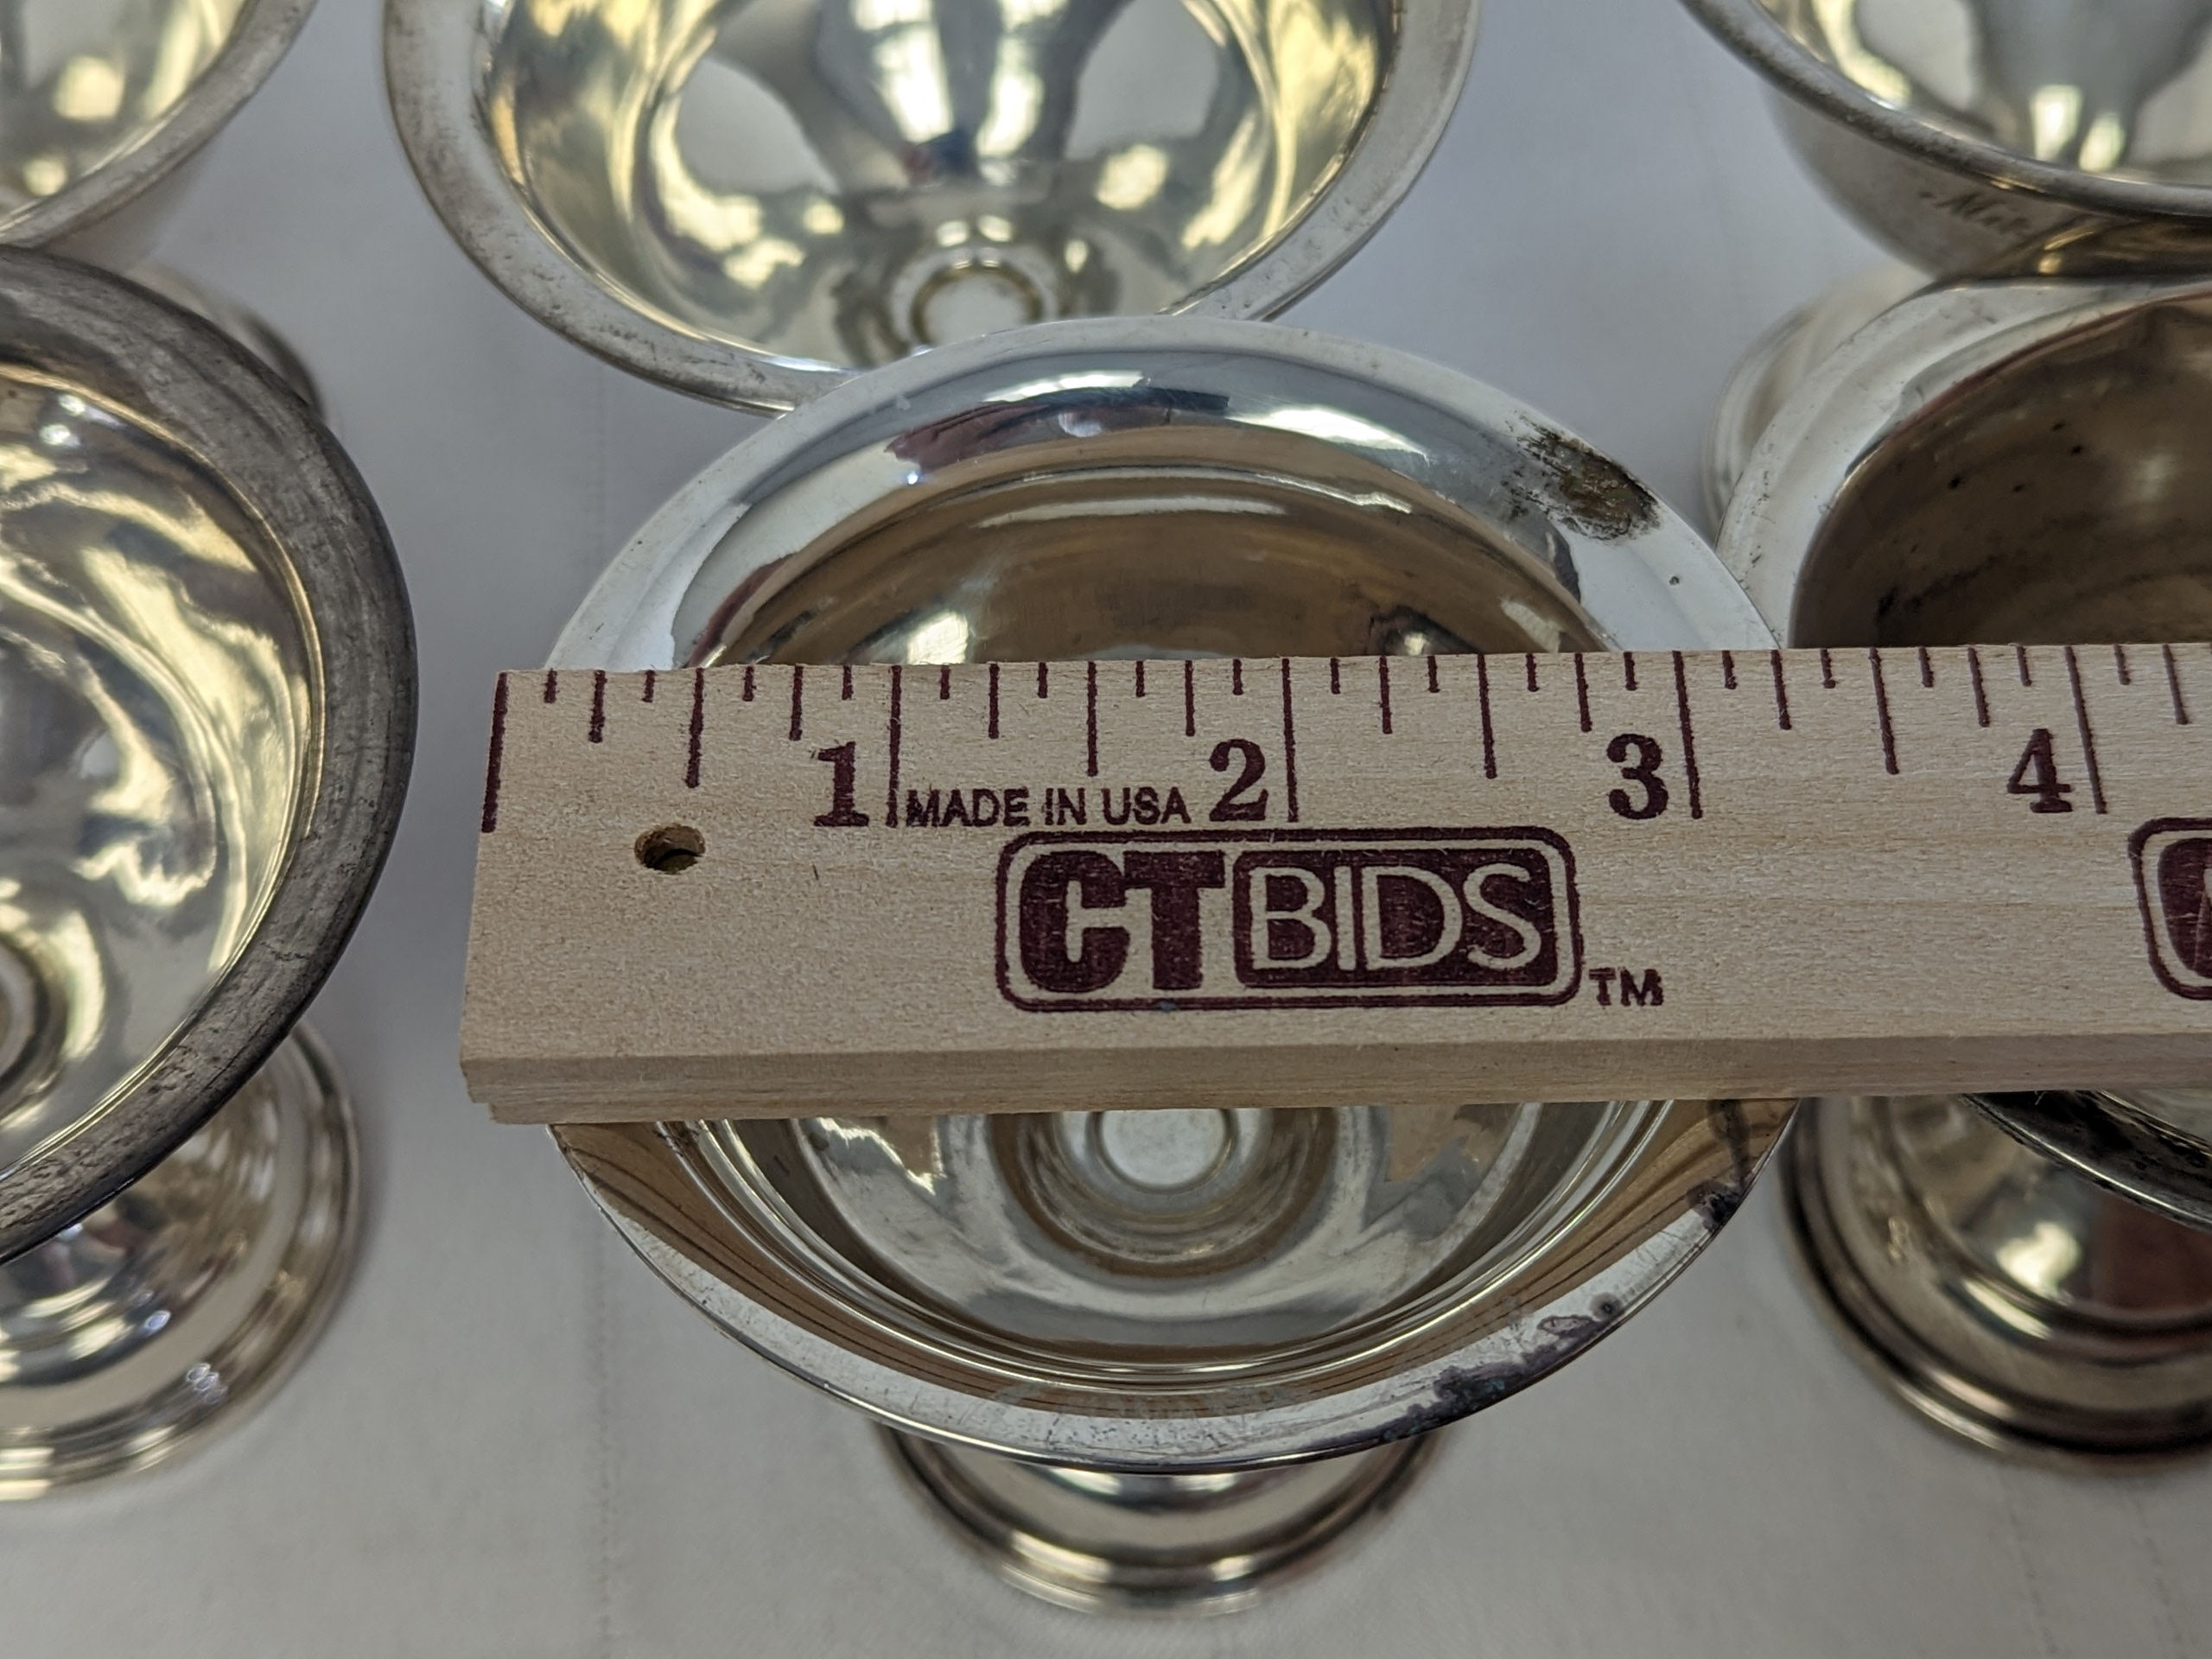 1 2 3 4
MADE IN USA
CTBIDS TM